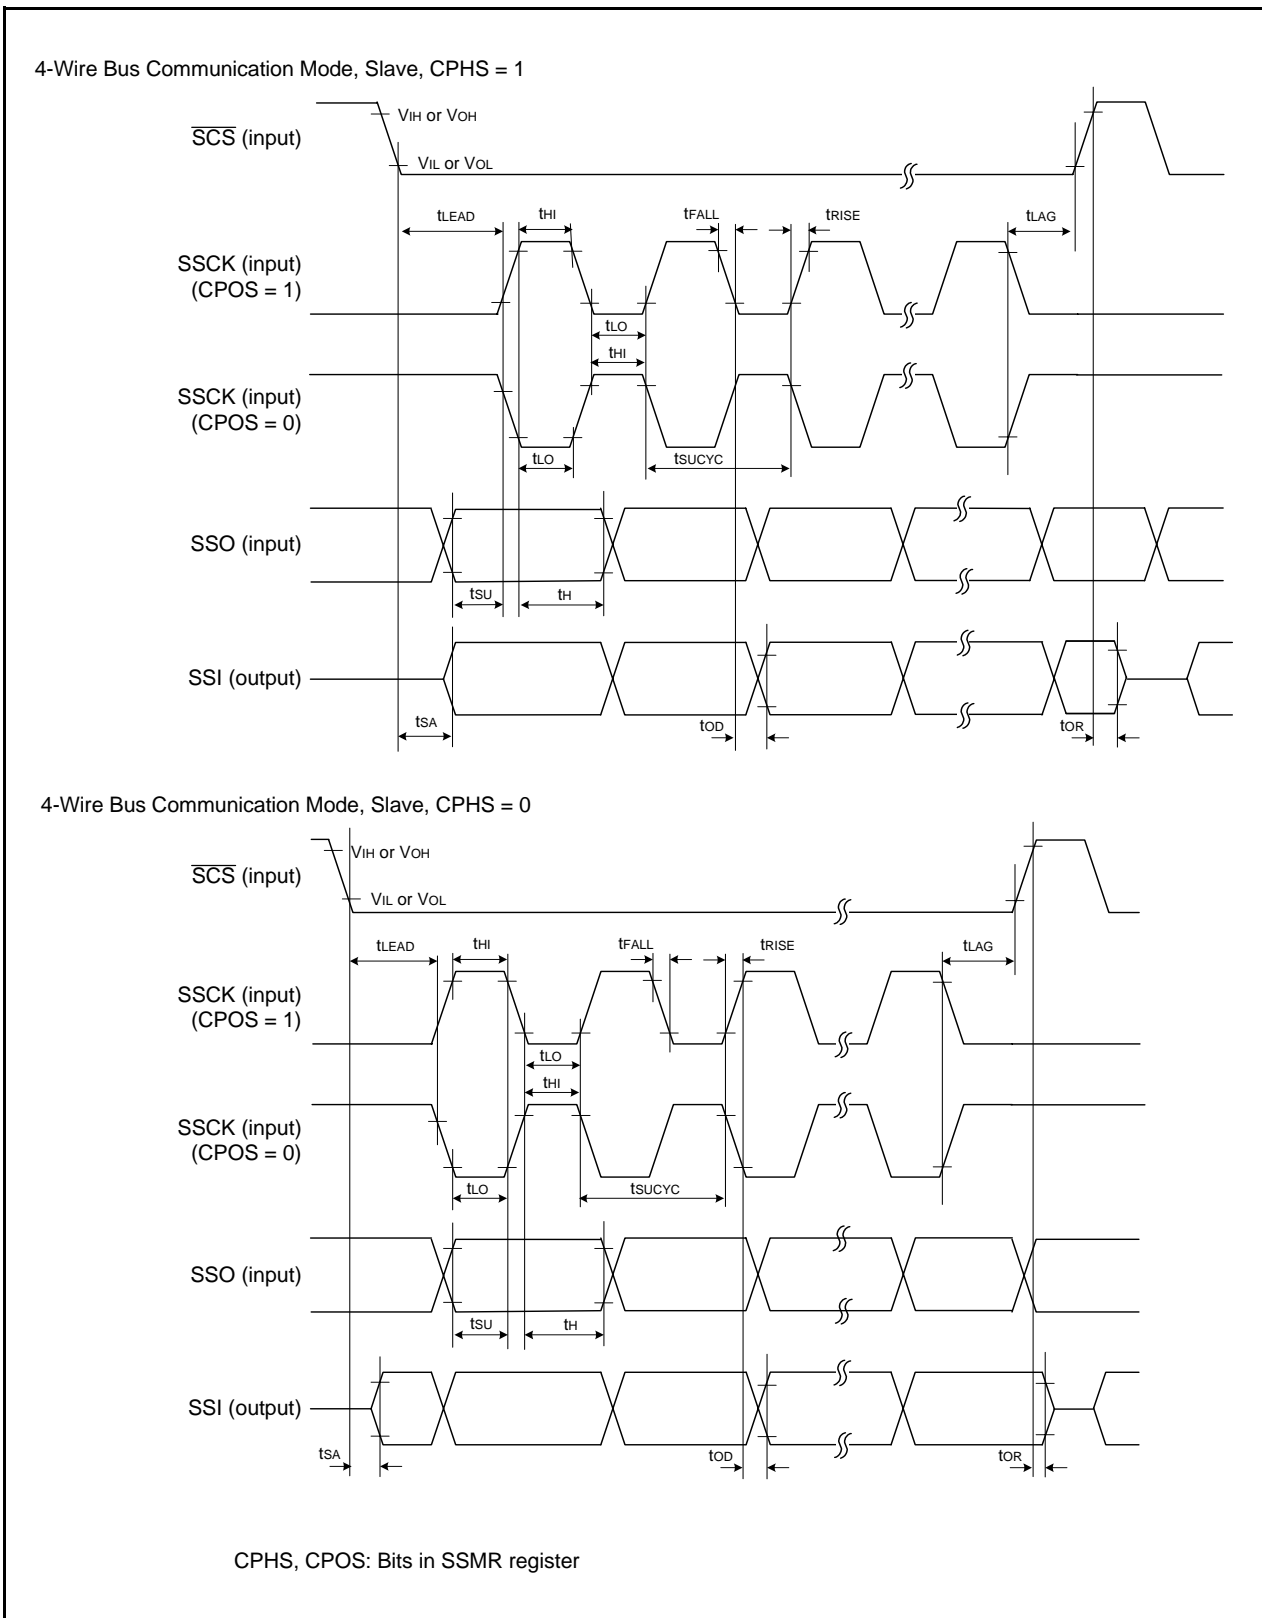 4-Wire Bus Communication Mode, Slave, CPHS = 1
VIH or VOH
SCS (input)
VIL or VOL
tLEAD tHI tFALL tRISE tLAG
SSCK (input)
(CPOS = 1)
tLO
tHI
SSCK (input)
(CPOS = 0)
tLO tSUCYC
SSO (input)
tSU tH
SSI (output)
tSA tOD tOR
4-Wire Bus Communication Mode, Slave, CPHS = 0
VIH or VOH
SCS (input)
VIL or VOL
tLEAD tHI tFALL tRISE tLAG
SSCK (input)
(CPOS = 1)
tLO
tHI
SSCK (input)
(CPOS = 0)
tLO tSUCYC
SSO (input)
tSU tH
SSI (output)
tSA tOD tOR
CPHS, CPOS: Bits in SSMR register